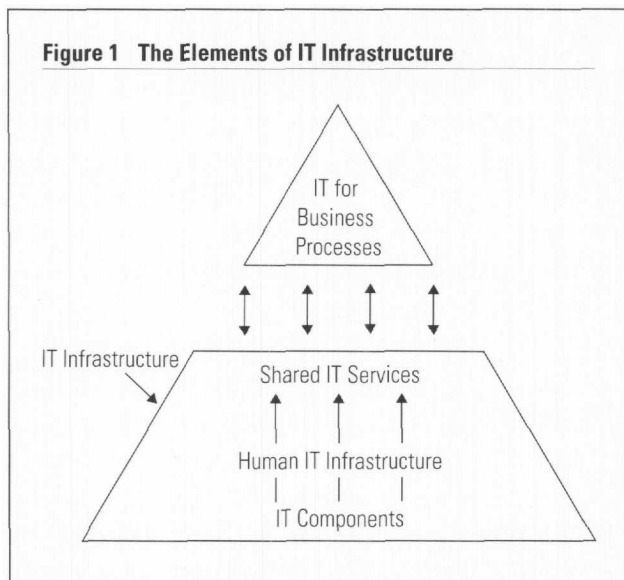 Figure 1 The Elements of IT Infrastructure
IT for
Business
Processes
IT Infrastructure
Shared IT Services
Human IT Infrastructure
IT Components